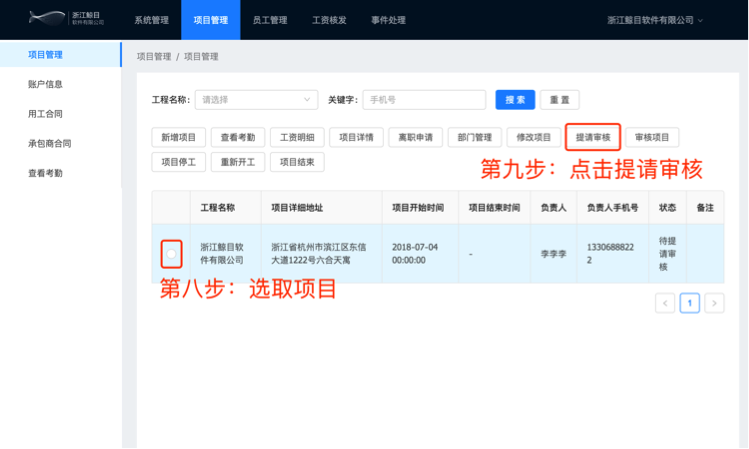 浙江鲸目
软件有限公司
系统管理 项目管理 员工管理 工资核发 事件处理 浙江鲸目软件有限公司
项目管理
账户信息
用工合同
承包商合同
查看考勤
项目管理 / 项目管理
工程名称: 请选择 关键字: 手机号 搜 索 重 置
新增项目 查看考勤 工资明细 项目详情 离职申请 部门管理 修改项目 提请审核 审核项目
项目停工 重新开工 项目结束
第九步：点击提请审核
工程名称 项目详细地址 项目开始时间 项目结束时间 负责人 负责人手机号 状态 备注
浙江鲸目软件有限公司 浙江省杭州市滨江区东信大道1222号六合天寓 2018-07-04 00:00:00 - 李李李 13306888222 待提请审核
第八步：选取项目
< 1 >